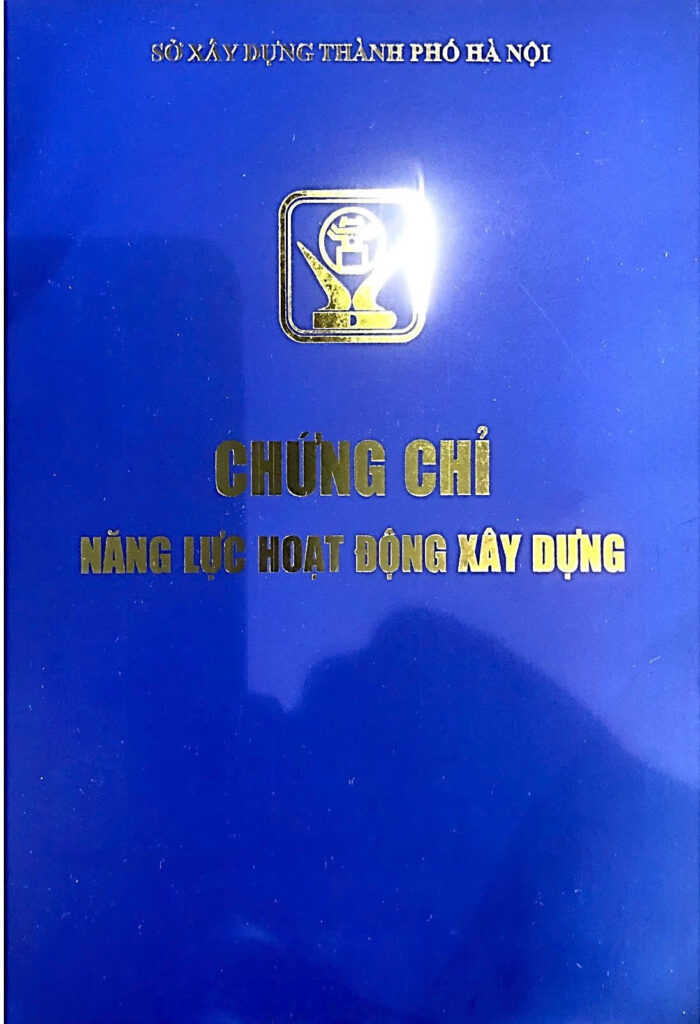 SỞ XÂY DỰNG THÀNH PHỐ HÀ NỘI
CHỨNG CHỈ
NĂNG LỰC HOẠT ĐỘNG XÂY DỰNG